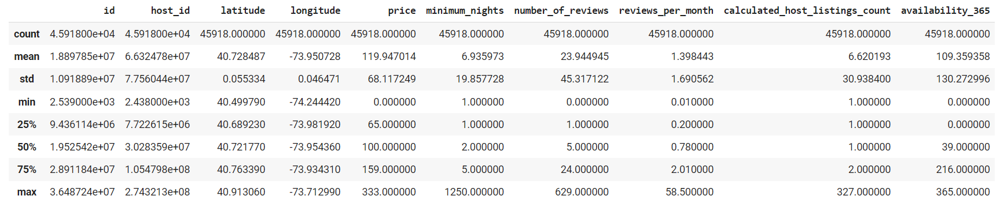 id host_id latitude longitude price minimum_nights number_of_reviews reviews_per_month calculated_host_listings_count availability_365
count 4.591800e+04 4.591800e+04 45918.000000 45918.000000 45918.000000 45918.000000 45918.000000 45918.000000 45918.000000 45918.000000
mean 1.889785e+07 6.632478e+07 40.728487 -73.950728 119.947014 6.935973 23.944945 1.398443 6.620193 109.359358
std 1.091889e+07 7.756044e+07 0.055334 0.046471 68.117249 19.857728 45.317122 1.690562 30.938400 130.272996
min 2.539000e+03 2.438000e+03 40.499790 -74.244420 0.000000 1.000000 0.000000 0.010000 1.000000 0.000000
25% 9.436114e+06 7.722615e+06 40.689230 -73.981920 65.000000 1.000000 1.000000 0.200000 1.000000 0.000000
50% 1.952542e+07 3.028359e+07 40.721770 -73.954360 100.000000 2.000000 5.000000 0.780000 1.000000 39.000000
75% 2.891184e+07 1.054798e+08 40.763390 -73.934310 159.000000 5.000000 24.000000 2.010000 2.000000 216.000000
max 3.648724e+07 2.743213e+08 40.913060 -73.712990 333.000000 1250.000000 629.000000 58.500000 327.000000 365.000000